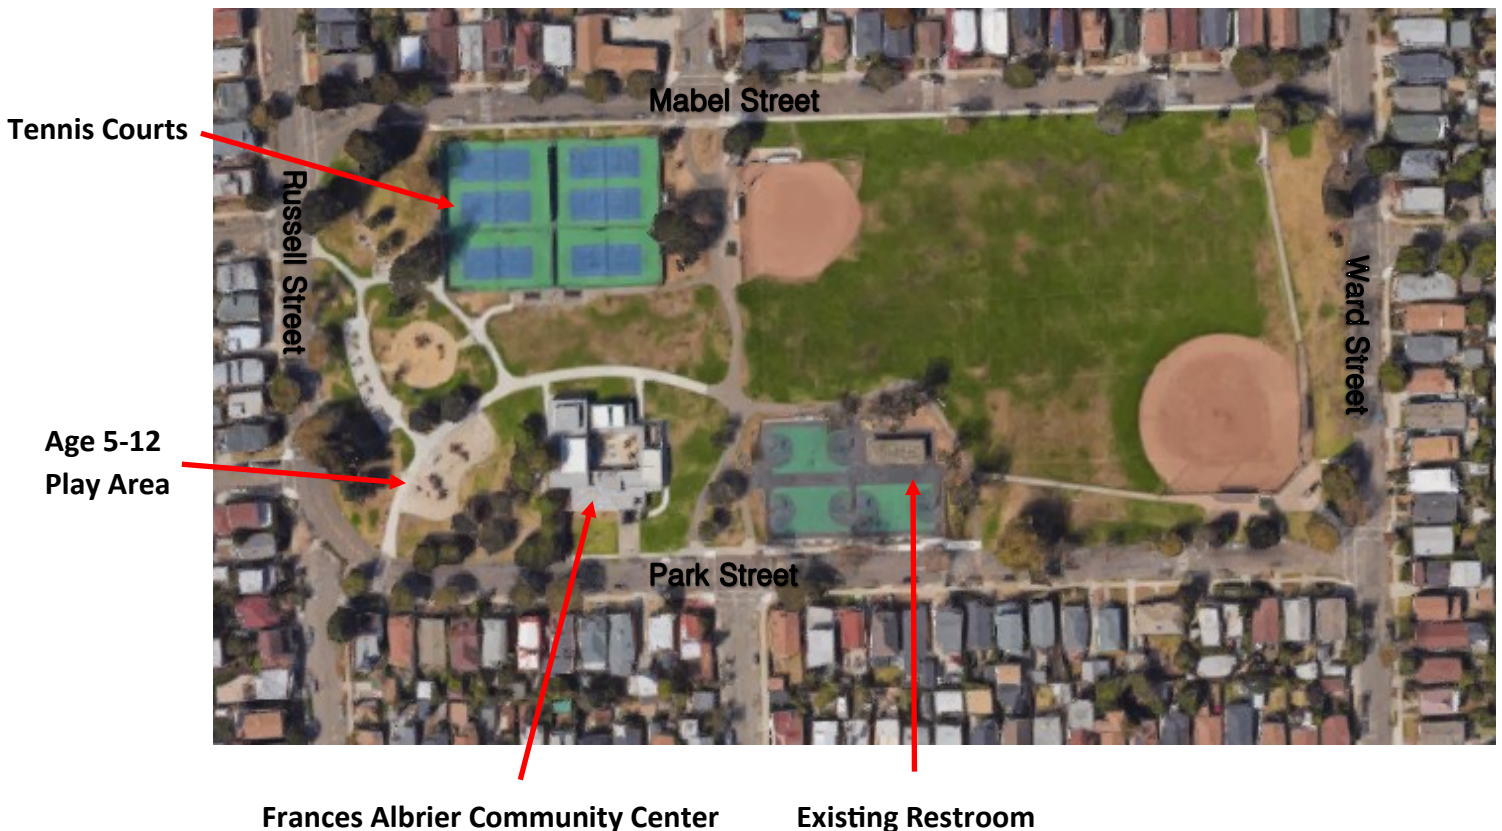 Mabel Street
Tennis Courts
Russell Street
Ward Street
Age 5-12
Play Area
Park Street
Frances Albrier Community Center
Existing Restroom